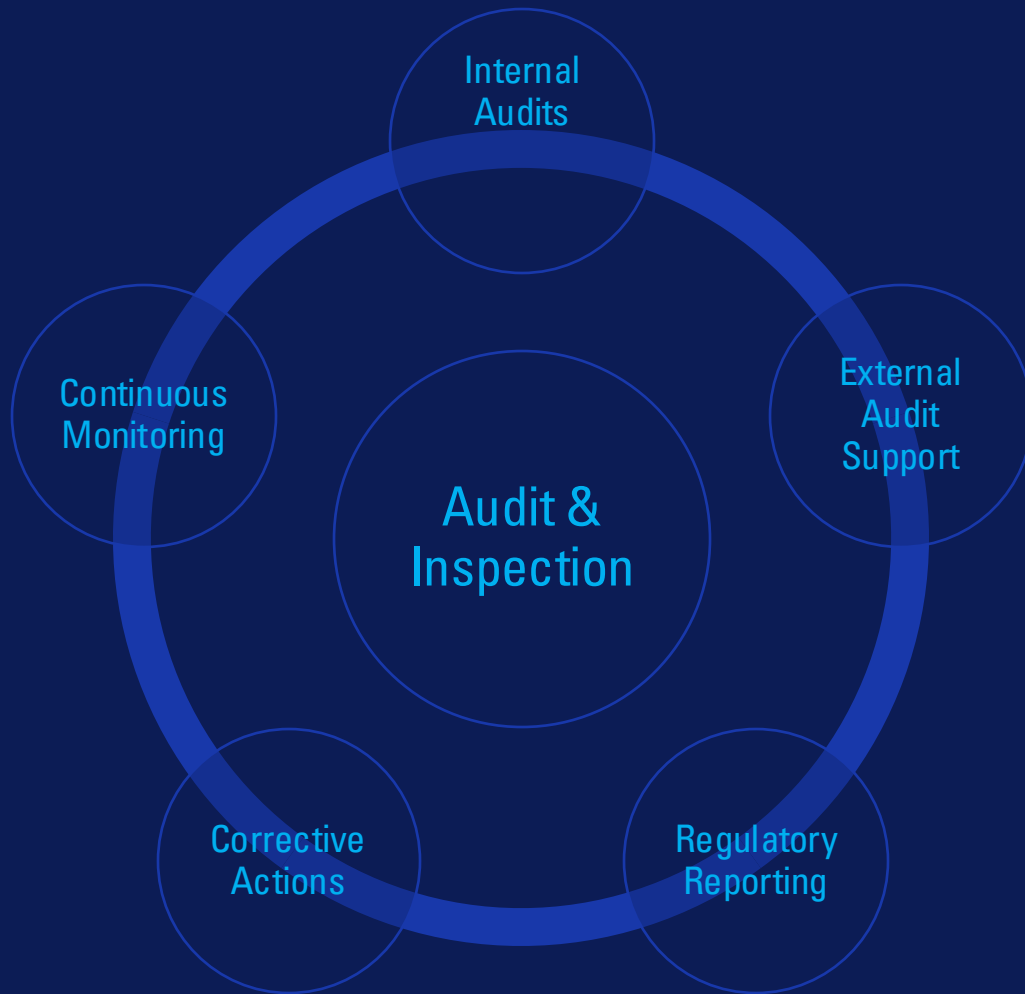 Internal
Audits
External
Audit
Support
Regulatory
Reporting
Corrective
Actions
Continuous
Monitoring
Audit &
Inspection